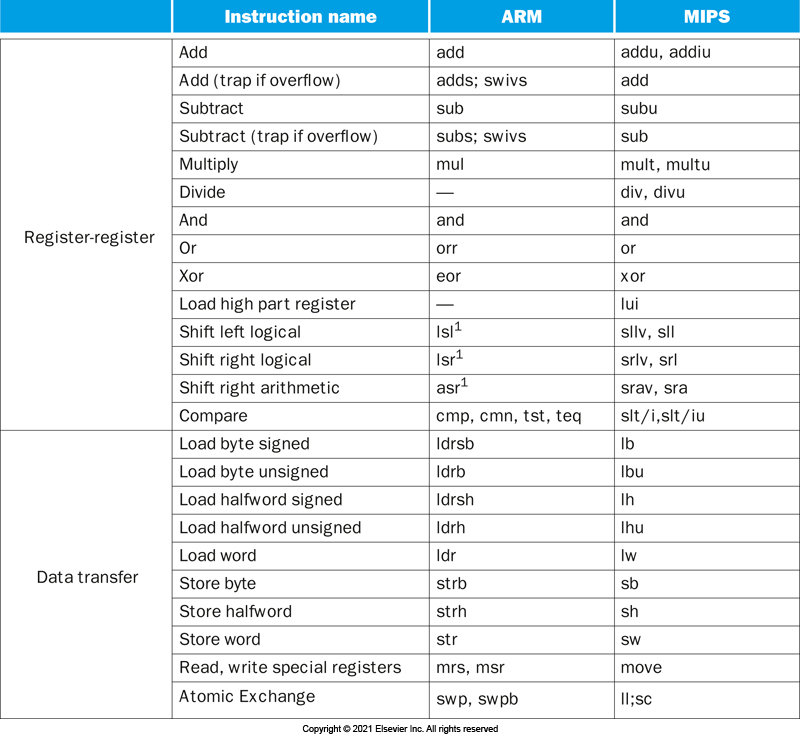 Instruction name ARM MIPS
Register-register
Add add addu, addiu
Add (trap if overflow) adds; swivs add
Subtract sub subu
Subtract (trap if overflow) subs; swivs sub
Multiply mul mult, multu
Divide — div, divu
And and and
Or orr or
Xor eor xor
Load high part register — lui
Shift left logical lsl1 sllv, sll
Shift right logical lsr1 srlv, srl
Shift right arithmetic asr1 srav, sra
Compare cmp, cmn, tst, teq slt/i,slt/iu
Data transfer
Load byte signed ldrsb lb
Load byte unsigned ldrb lbu
Load halfword signed ldrsh lh
Load halfword unsigned ldrh lhu
Load word ldr lw
Store byte strb sb
Store halfword strh sh
Store word str sw
Read, write special registers mrs, msr move
Atomic Exchange swp, swpb ll;sc
Copyright © 2021 Elsevier Inc. All rights reserved